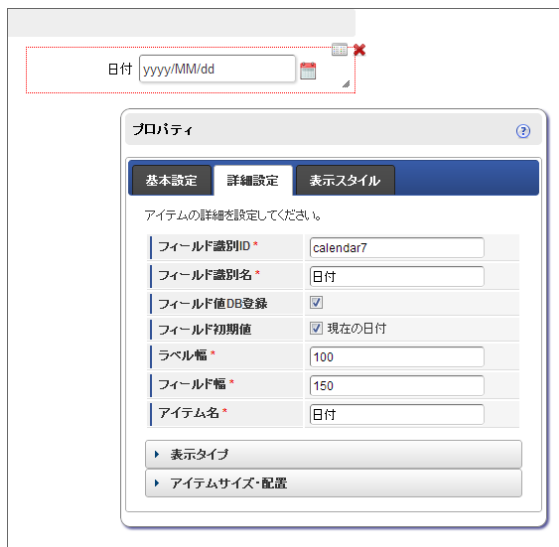 日付 yyyy/MM/dd
プロパティ ?
基本設定 詳細設定 表示スタイル
アイテムの詳細を設定してください。
フィールド識別ID * calendar7
フィールド識別名 * 日付
フィールド値DB登録
フィールド初期値 現在の日付
ラベル幅 * 100
フィールド幅 * 150
アイテム名 * 日付
表示タイプ
アイテムサイズ・配置